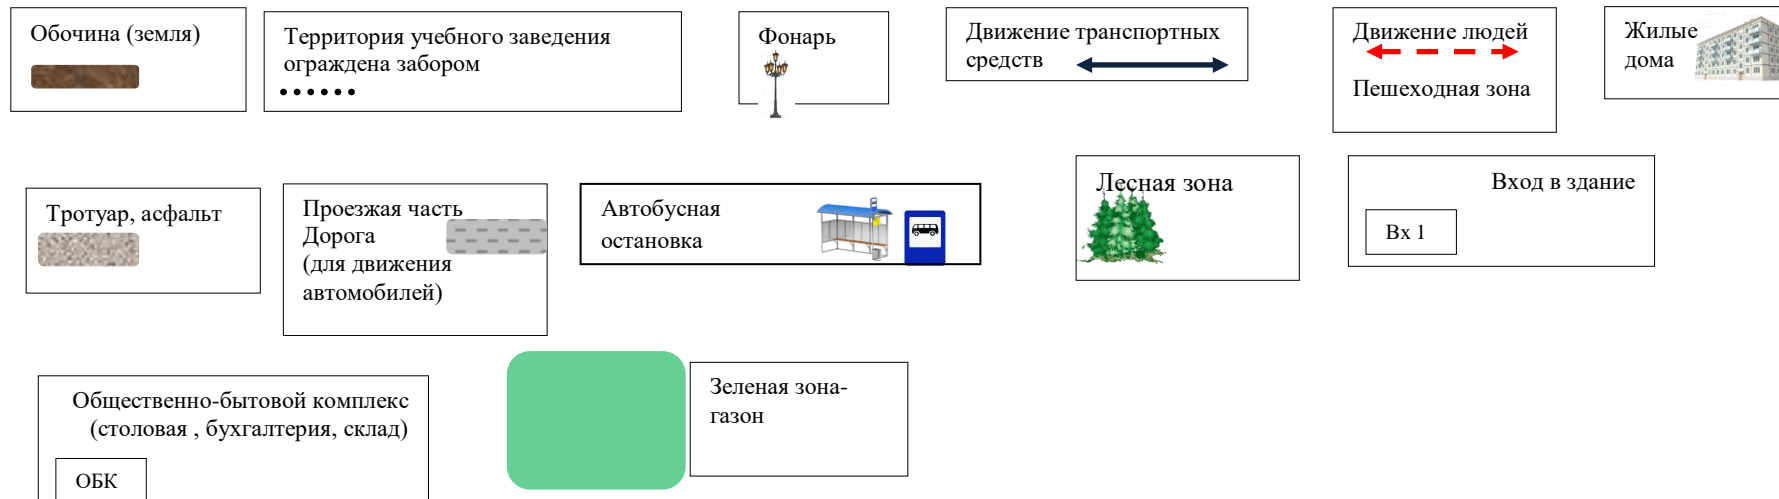 Обочина (земля)
Территория учебного заведения
ограждена забором
Фонарь
Движение транспортных
средств
Движение людей
Пешеходная зона
Жилые
дома
Тротуар, асфальт
Проезжая часть
Дорога
(для движения
автомобилей)
Автобусная
остановка
Лесная зона
Вход в здание
Вх 1
Общественно-бытовой комплекс
(столовая , бухгалтерия, склад)
ОБК
Зеленая зона-
газон